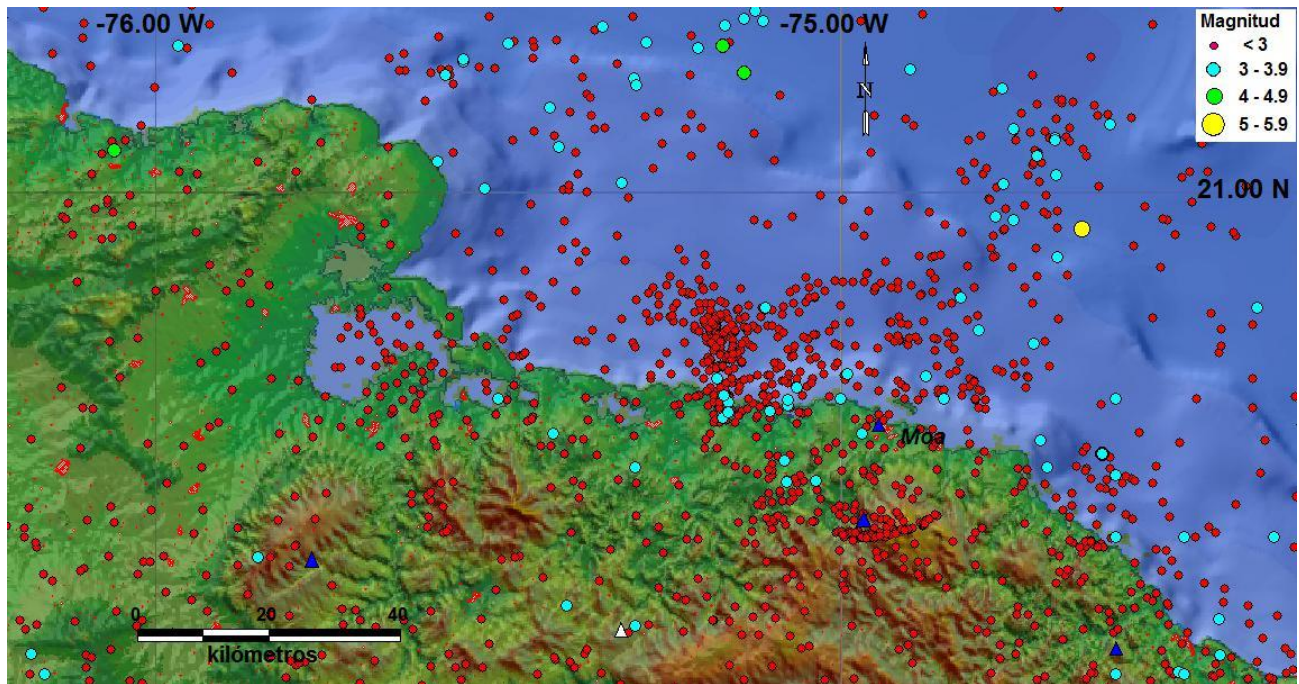 -76.00 W
-75.00 W
Magnitud
< 3
3 - 3.9
4 - 4.9
5 - 5.9
N
21.00 N
Moa
0 20 40
kilómetros